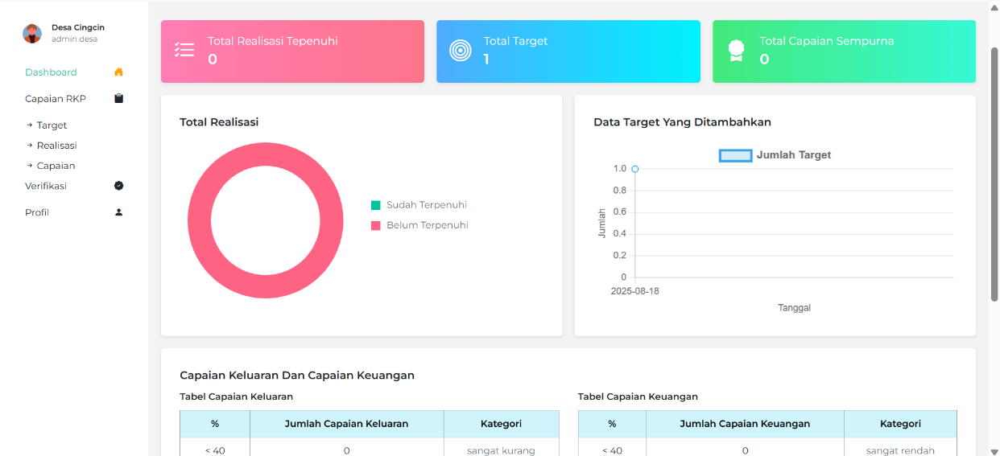 Desa Cingcin
admin desa
Dashboard
Capaian RKP
→ Target
→ Realisasi
→ Capaian
Verifikasi
Profil
Total Realisasi Tepenuhi
0
Total Target
1
Total Capaian Sempurna
0
Total Realisasi
Sudah Terpenuhi
Belum Terpenuhi
Data Target Yang Ditambahkan
Jumlah Target
1.0
0.8
0.6
0.4
0.2
0
Jumlah
2025-08-18
Tanggal
Capaian Keluaran Dan Capaian Keuangan
Tabel Capaian Keluaran
% Jumlah Capaian Keluaran Kategori
< 40 0 sangat kurang
Tabel Capaian Keuangan
% Jumlah Capaian Keuangan Kategori
< 40 0 sangat rendah